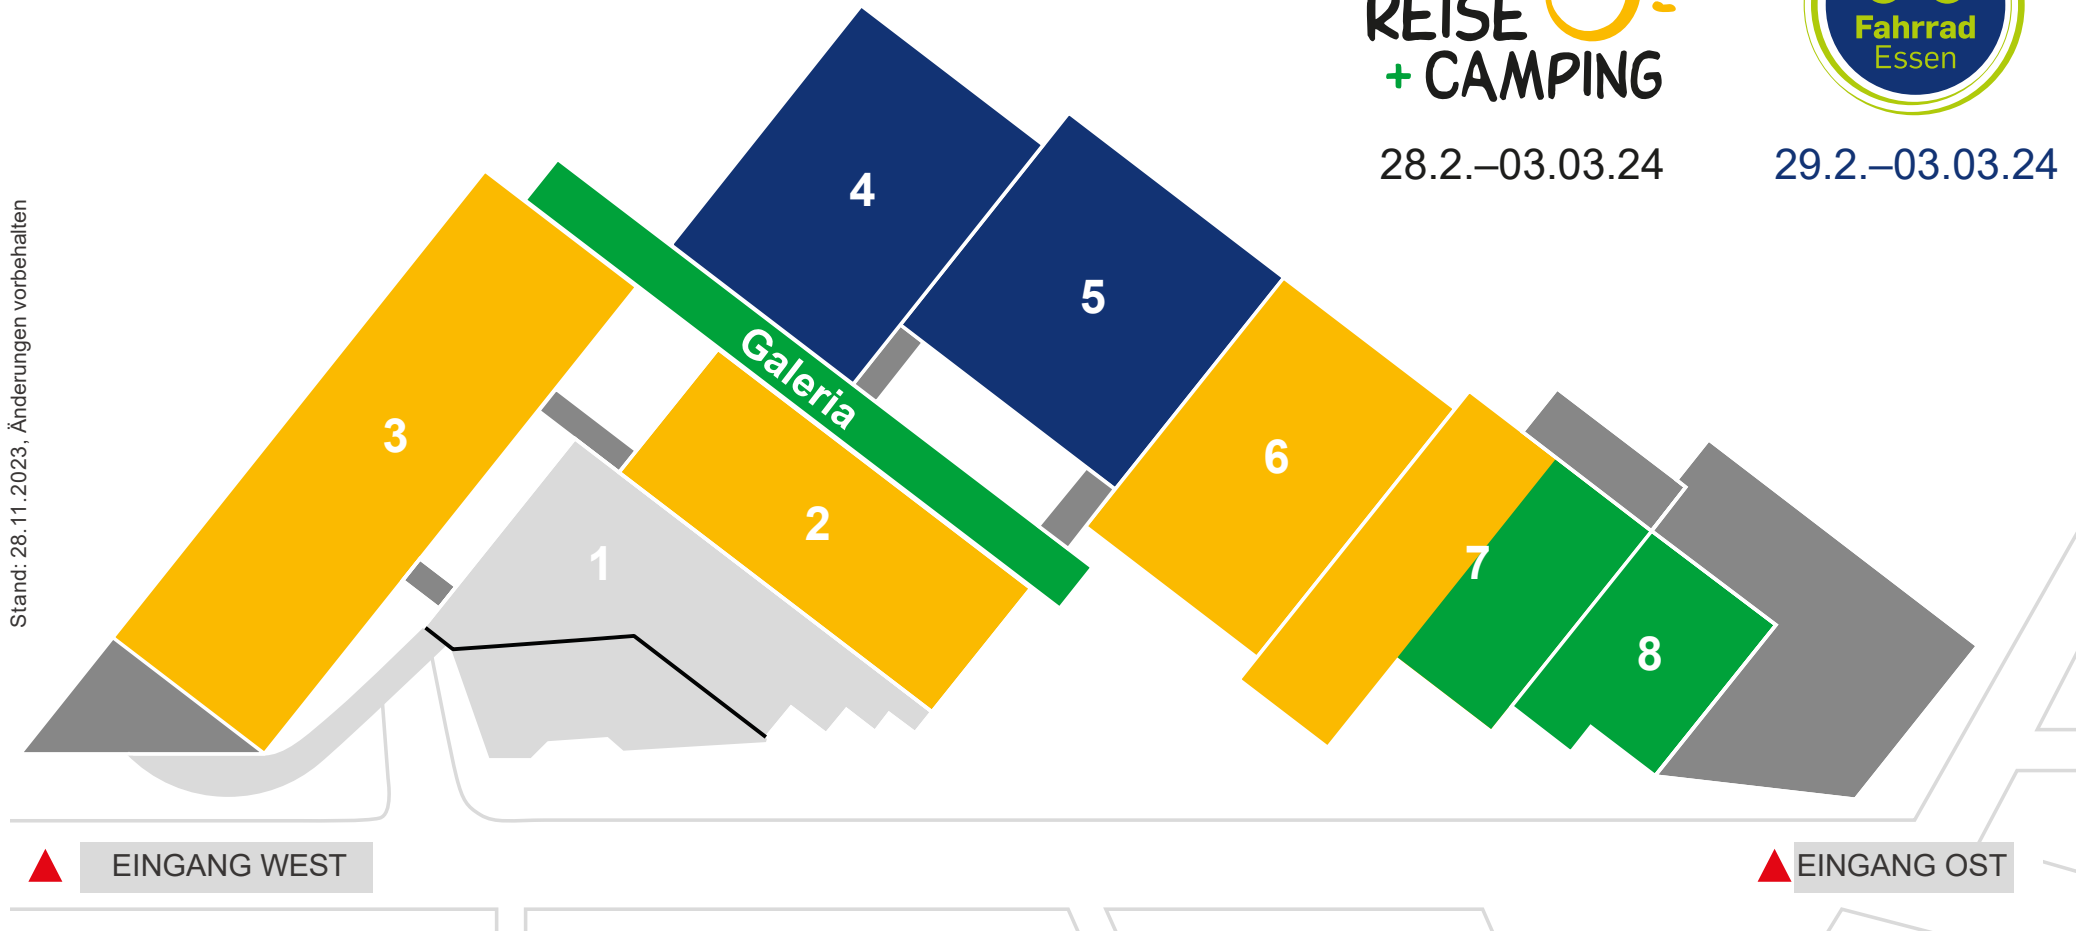 REISE
+ CAMPING
28.2.–03.03.24
Fahrrad
Essen
29.2.–03.03.24
Stand: 28.11.2023, Änderungen vorbehalten
4
5
3
Galeria
6
2
1
7
8
EINGANG WEST
EINGANG OST